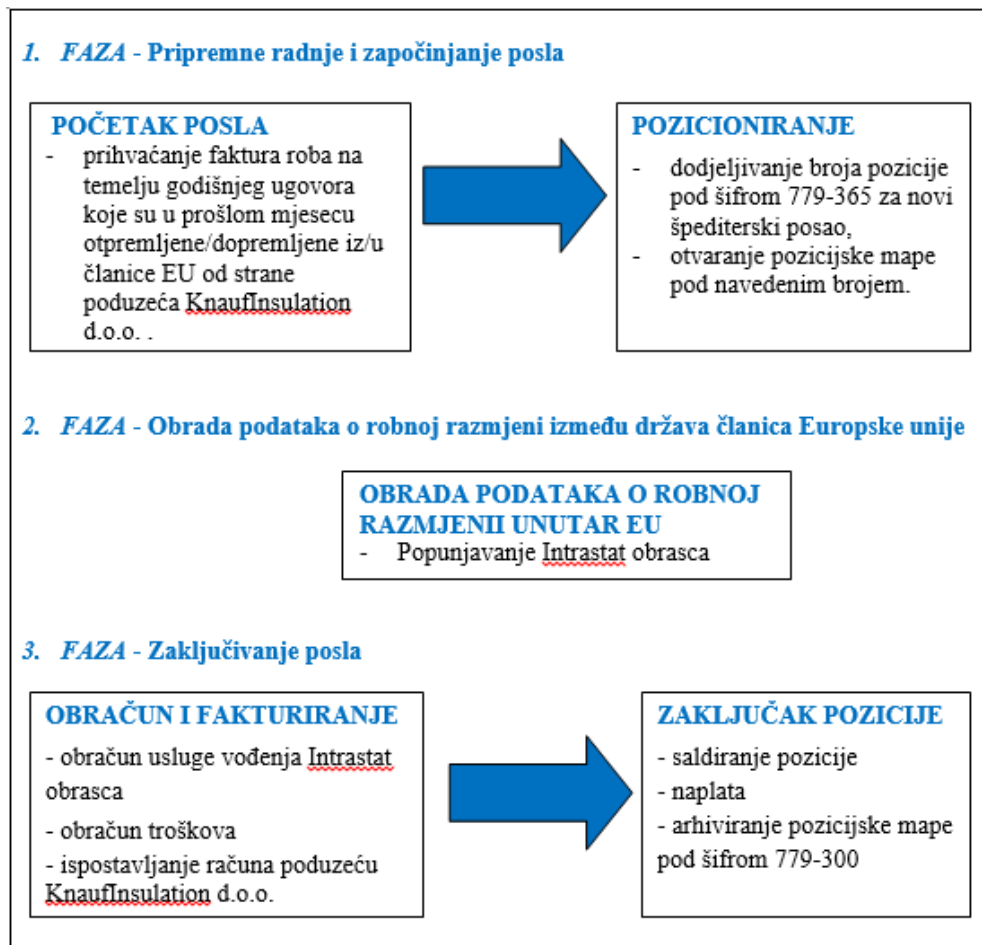 1. FAZA - Pripremne radnje i započinjanje posla
POČETAK POSLA
- prihvaćanje faktura roba na
temelju godišnjeg ugovora
koje su u prošlom mjesecu
otpremljene/dopremljene iz/u
članice EU od strane
poduzeća KnaufInsulation
d.o.o. .
POZICIONIRANJE
- dodjeljivanje broja pozicije
pod šifrom 779-365 za novi
špediterski posao,
- otvaranje pozicijske mape
pod navedenim brojem.
2. FAZA - Obrada podataka o robnoj razmjeni između država članica Europske unije
OBRADA PODATAKA O ROBNOJ
RAZMJENII UNUTAR EU
- Popunjavanje Intrastat obrasca
3. FAZA - Zaključivanje posla
OBRAČUN I FAKTURIRANJE
- obračun usluge vođenja Intrastat
obrasca
- obračun troškova
- ispostavljanje računa poduzeću
KnaufInsulation d.o.o.
ZAKLJUČAK POZICIJE
- saldiranje pozicije
- naplata
- arhiviranje pozicijske mape
pod šifrom 779-300